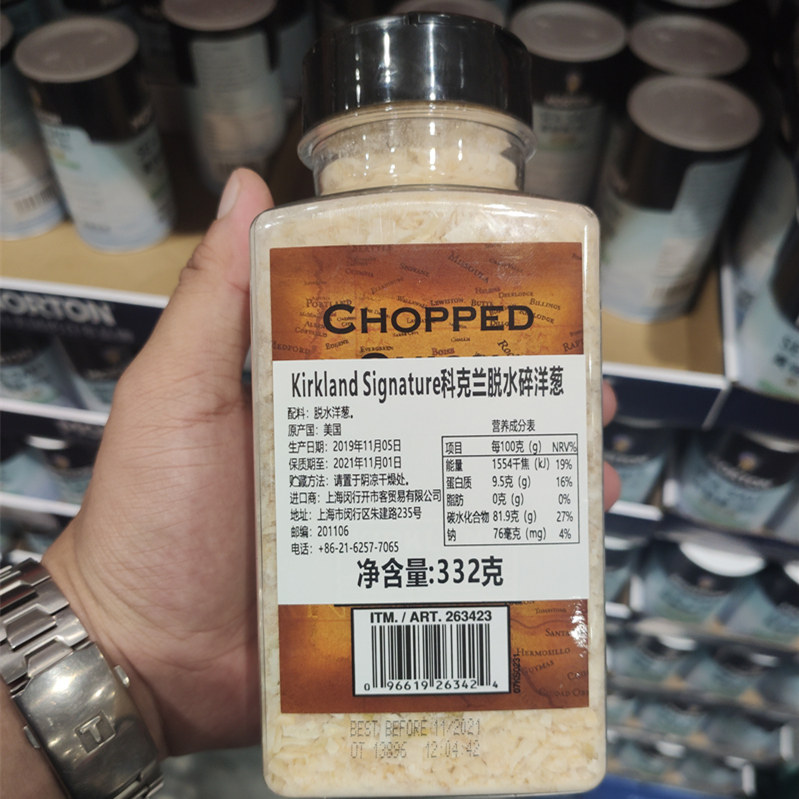 MORTON
CHOPPED
Kirkland Signature科克兰脱水碎洋葱
配料：脱水洋葱。
原产国：美国
生产日期：2019年11月05日
保质期至：2021年11月01日
贮藏方法：请置于阴凉干燥处。
进口商：上海闵行开市客贸易有限公司
地址：上海市闵行区朱建路235号
邮编：201106
电话：+86-21-6257-7065
营养成分表
项目 每100克 (g) NRV%
能量 1554千焦 (kJ) 19%
蛋白质 9.5克 (g) 16%
脂肪 0克 (g) 0%
碳水化合物 81.9克 (g) 27%
钠 76毫克 (mg) 4%
净含量:332克
ITM. / ART. 263423
0 96619 26342 4
HERMOSILLO
BEST BEFORE 11/2021
OT 13896 12:04:42